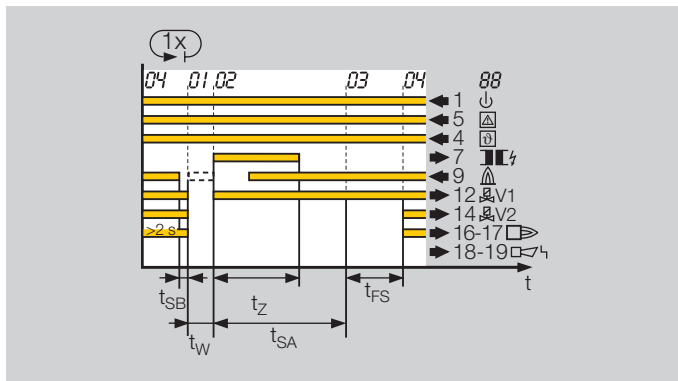 1x
04 01 02 03 04 88
1
5
4
7
9
12 V1
14 V2
>2 s 16-17
18-19
t
tSB tZ tFS
tW tSA